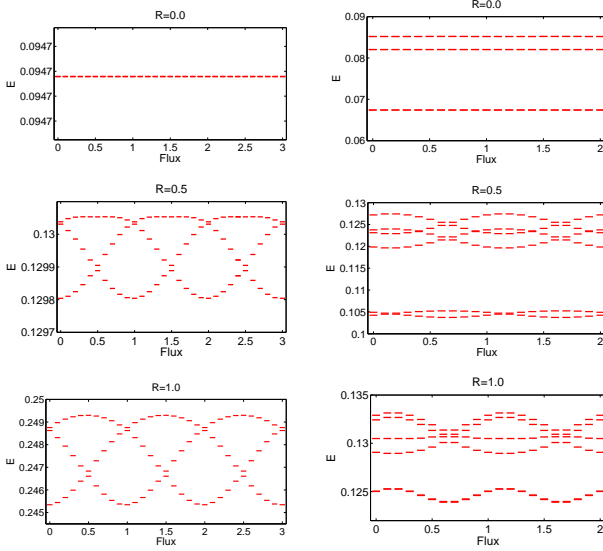 R=0.0
0.0947
0.0947
0.0947
E
0 0.5 1 1.5 2 2.5 3
Flux
R=0.0
0.09
0.08
0.07
0.06
E
0 0.5 1 1.5 2
Flux
R=0.5
0.13
0.1299
0.1298
0.1297
E
0 0.5 1 1.5 2 2.5 3
Flux
R=0.5
0.13
0.125
0.12
0.115
0.11
0.105
0.1
E
0 0.5 1 1.5 2
Flux
R=1.0
0.25
0.249
0.248
0.247
0.246
0.245
E
0 0.5 1 1.5 2 2.5 3
Flux
R=1.0
0.135
0.13
0.125
E
0 0.5 1 1.5 2
Flux